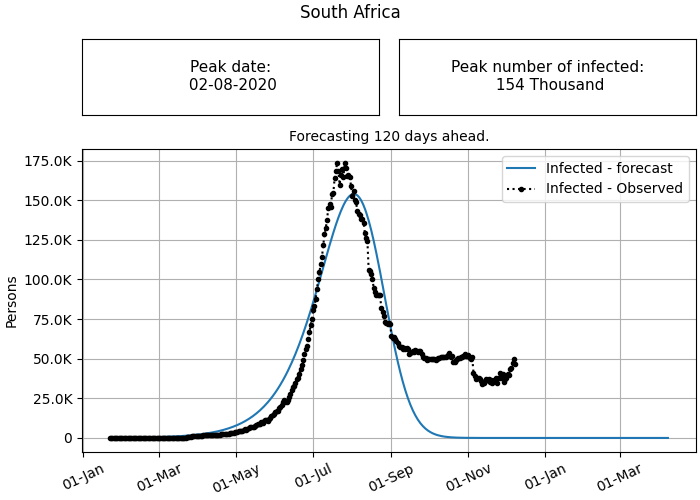 South Africa
Peak date:
02-08-2020
Peak number of infected:
154 Thousand
Forecasting 120 days ahead.
175.0K
150.0K
125.0K
100.0K
75.0K
50.0K
25.0K
0
Persons
Infected - forecast
Infected - Observed
01-Jan
01-Mar
01-May
01-Jul
01-Sep
01-Nov
01-Jan
01-Mar